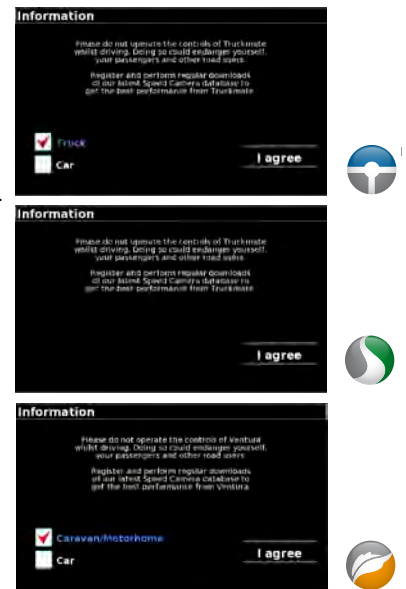 Information
Please do not operate the controls of Truckmate
whilst driving. Doing so could endanger yourself,
your passengers and other road users.
Register and perform regular downloads
of our latest Speed Camera database to
get the best performance from Truckmate
Truck
Car
I agree
Information
Please do not operate the controls of Truckmate
whilst driving. Doing so could endanger yourself,
your passengers and other road users
Register and perform regular downloads
of our latest Speed Camera database to
get the best performance from Truckmate
I agree
Information
Please do not operate the controls of Ventura
whilst driving. Doing so could endanger yourself,
your passengers and other road users
Register and perform regular downloads
of our latest Speed Camera database to
get the best performance from Ventura.
Caravan/Motorhome
Car
I agree